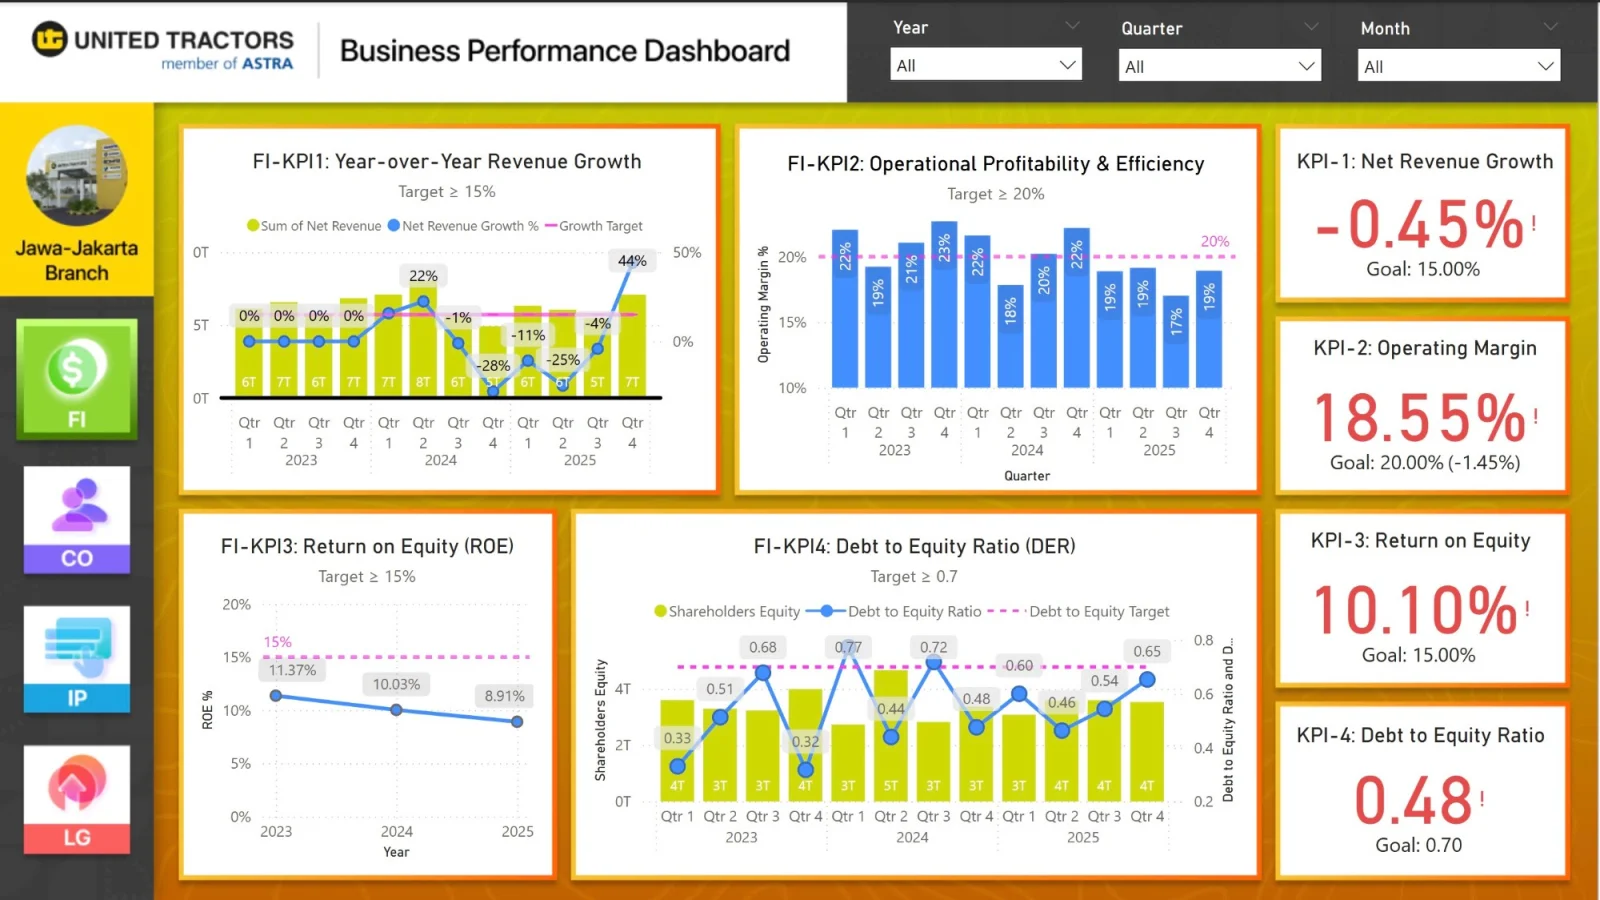 UNITED TRACTORS
member of ASTRA
Business Performance Dashboard
Year
All
Quarter
All
Month
All
Jawa-Jakarta
Branch
FI
CO
IP
LG
FI-KPI1: Year-over-Year Revenue Growth
Target ≥ 15%
Sum of Net Revenue Net Revenue Growth % Growth Target
0T
5T
0T
50%
0%
0% 0% 0% 0% 22% -1% -28% -11% -25% -4% 44%
6T 7T 6T 7T 7T 8T 6T 5T 6T 6T 5T 7T
Qtr Qtr Qtr Qtr Qtr Qtr Qtr Qtr Qtr Qtr Qtr Qtr
1 2 3 4 1 2 3 4 1 2 3 4
2023 2024 2025
FI-KPI2: Operational Profitability & Efficiency
Target ≥ 20%
Operating Margin %
20%
15%
10%
20%
22% 19% 21% 23% 22% 18% 20% 22% 19% 19% 17% 19%
Qtr Qtr Qtr Qtr Qtr Qtr Qtr Qtr Qtr Qtr Qtr Qtr
1 2 3 4 1 2 3 4 1 2 3 4
2023 2024 2025
Quarter
KPI-1: Net Revenue Growth
-0.45%!
Goal: 15.00%
KPI-2: Operating Margin
18.55%!
Goal: 20.00% (-1.45%)
FI-KPI3: Return on Equity (ROE)
Target ≥ 15%
ROE %
20%
15%
10%
5%
0%
15%
11.37% 10.03% 8.91%
2023 2024 2025
Year
FI-KPI4: Debt to Equity Ratio (DER)
Target ≥ 0.7
Shareholders Equity Debt to Equity Ratio Debt to Equity Target
Shareholders Equity
4T
2T
0T
0.33 0.51 0.68 0.32 0.77 0.44 0.72 0.48 0.60 0.46 0.54 0.65
4T 3T 3T 4T 3T 5T 3T 3T 3T 4T 4T 4T
0.8
0.6
0.4
0.2
Debt to Equity Ratio and D...
Qtr 1 Qtr 2 Qtr 3 Qtr 4 Qtr 1 Qtr 2 Qtr 3 Qtr 4 Qtr 1 Qtr 2 Qtr 3 Qtr 4
2023 2024 2025
KPI-3: Return on Equity
10.10%!
Goal: 15.00%
KPI-4: Debt to Equity Ratio
0.48!
Goal: 0.70